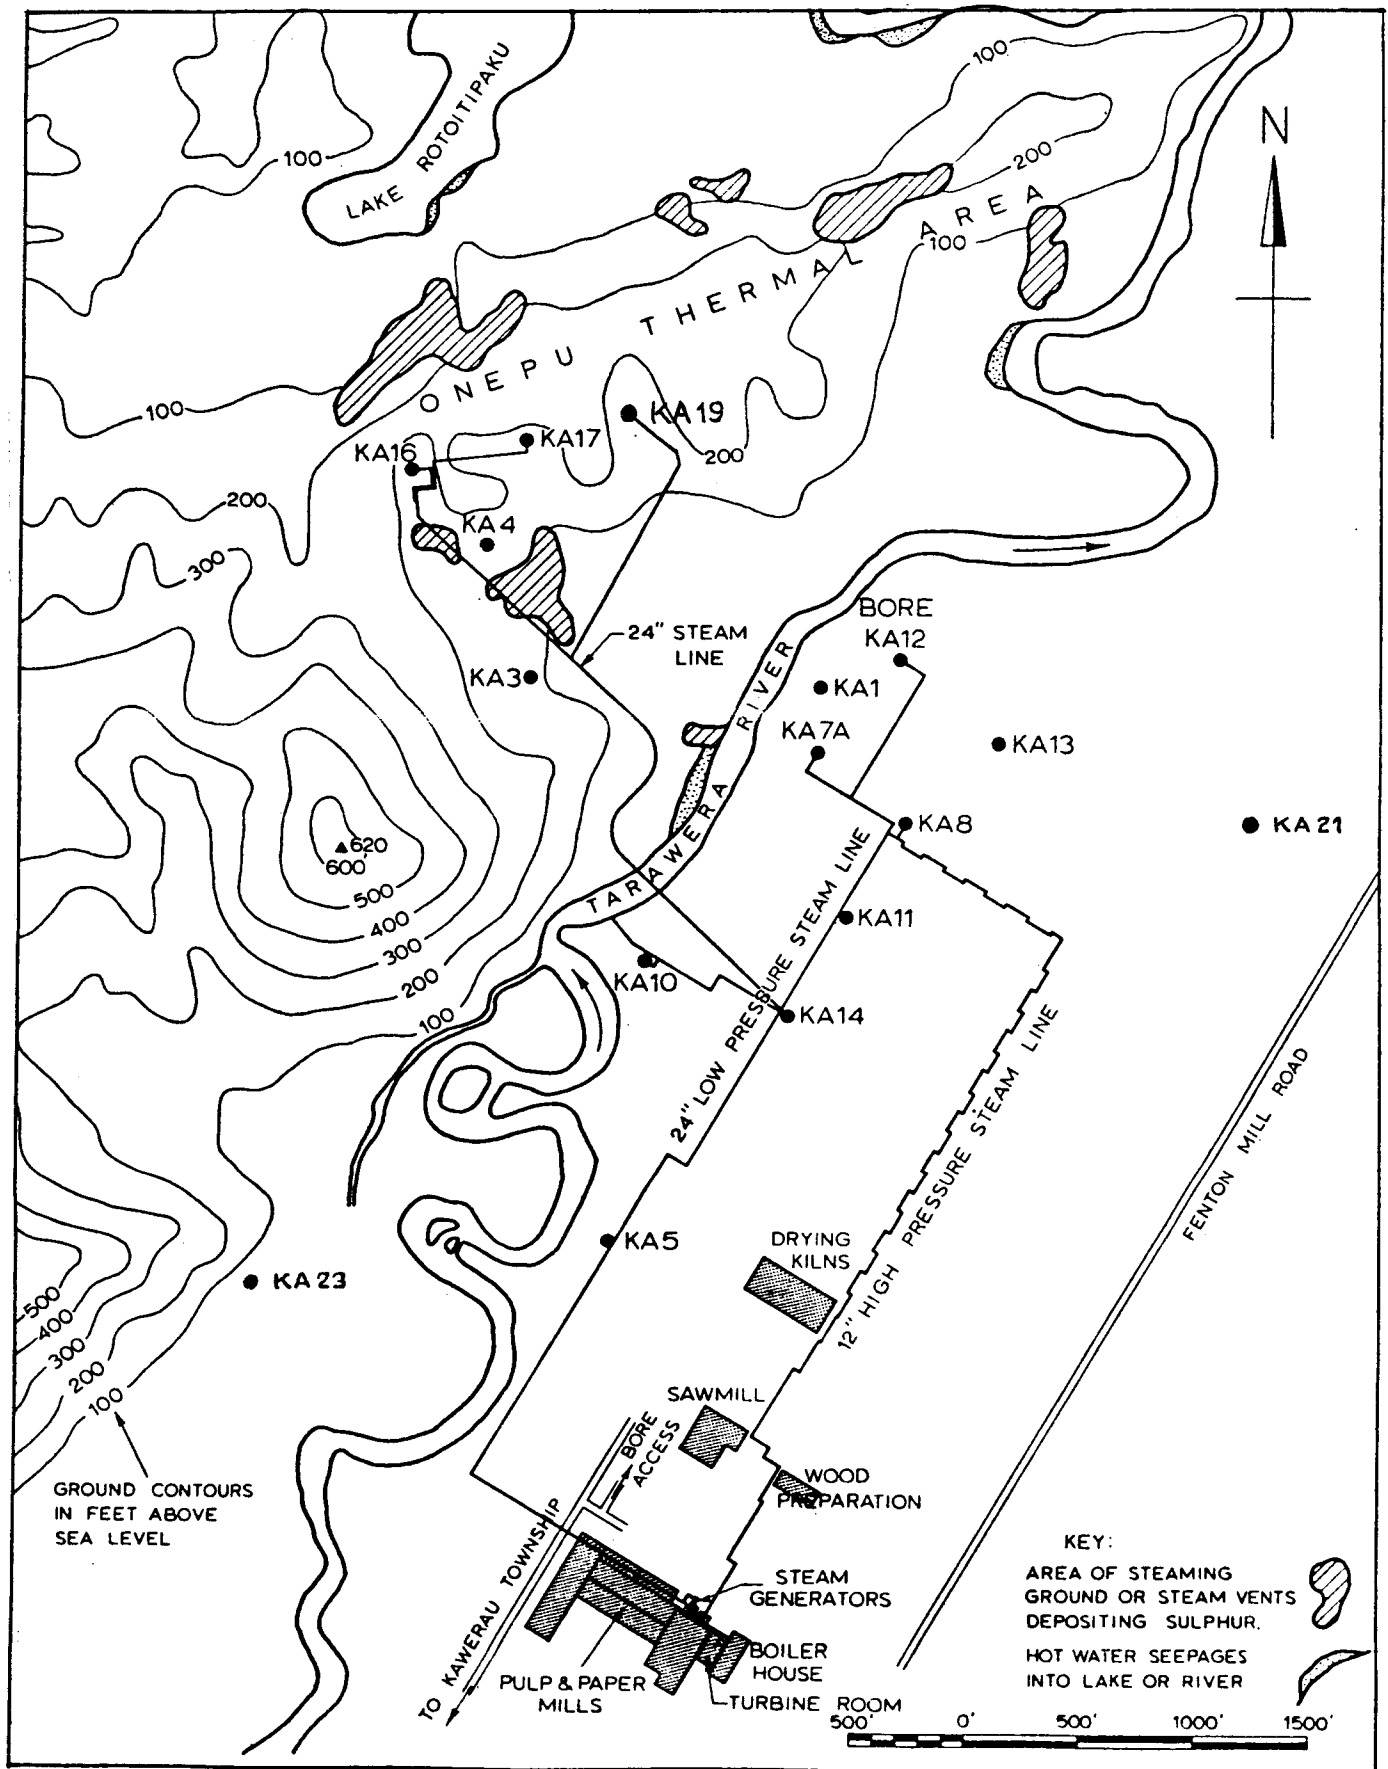 100
LAKE ROTOITIPAKU
100
N
200
ONEPU THERMAL AREA
100
100
KA19
KA17
KA16
200
200
KA4
300
BORE
KA12
24" STEAM
LINE
KA3
KA1
KA7A
KA13
KA8
KA21
620
600'
500
400
300
200
100
TARAWERA RIVER
KA11
KA10
KA14
24" LOW PRESSURE STEAM LINE
12" HIGH PRESSURE STEAM LINE
FENTON MILL ROAD
KA5
DRYING
KILNS
KA23
500
400
300
200
100
SAWMILL
BORE
ACCESS
WOOD
PREPARATION
GROUND CONTOURS
IN FEET ABOVE
SEA LEVEL
TO KAWERAU TOWNSHIP
STEAM
GENERATORS
BOILER
HOUSE
PULP & PAPER
MILLS
TURBINE ROOM
KEY:
AREA OF STEAMING
GROUND OR STEAM VENTS
DEPOSITING SULPHUR.
HOT WATER SEEPAGES
INTO LAKE OR RIVER
500' 0' 500' 1000' 1500'